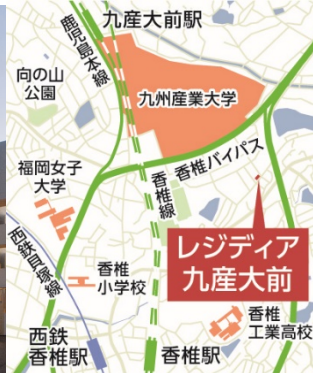 九産大前駅
鹿児島本線
向の山
公園
九州産業大学
香椎バイパス
福岡女子
大学
香椎線
西鉄貝塚線
レジディア
九産大前
香椎
小学校
香椎
工業高校
西鉄
香椎駅
香椎駅